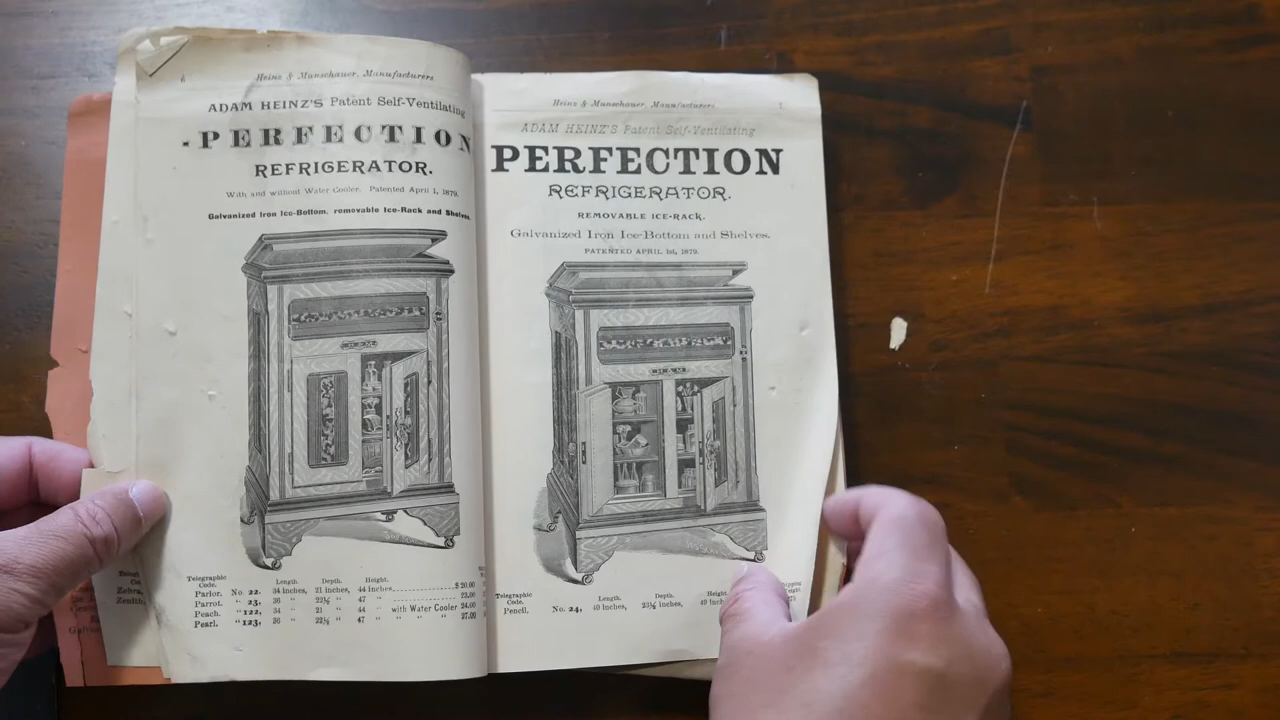 6
Heinz & Munschauer, Manufacturers.
ADAM HEINZ'S Patent Self-Ventilating
PERFECTION
REFRIGERATOR.
With and without Water Cooler. Patented April 1, 1879.
Galvanized Iron Ice-Bottom, removable Ice-Rack and Shelves.
H.&M.
Telegraphic Code. Length. Depth. Height.
Parlor. No. 22. 34 inches, 21 inches, 44 inches $20.00
Parrot. " 23, 36 " 22½ " 47 " 23.00
Peach. "122, 34 " 21 " 44 " with Water Cooler 24.00
Pearl. "123, 36 " 22½ " 47 " " " " 27.00
Heinz & Munschauer, Manufacturers. 7
ADAM HEINZ'S Patent Self-Ventilating
PERFECTION
REFRIGERATOR.
REMOVABLE ICE-RACK.
Galvanized Iron Ice-Bottom and Shelves.
PATENTED APRIL 1st, 1879.
H.&M.
Telegraphic Code. Length. Depth. Height.
Pencil, No. 24, 40 inches, 23½ inches, 49
Zebra,
Zenith,